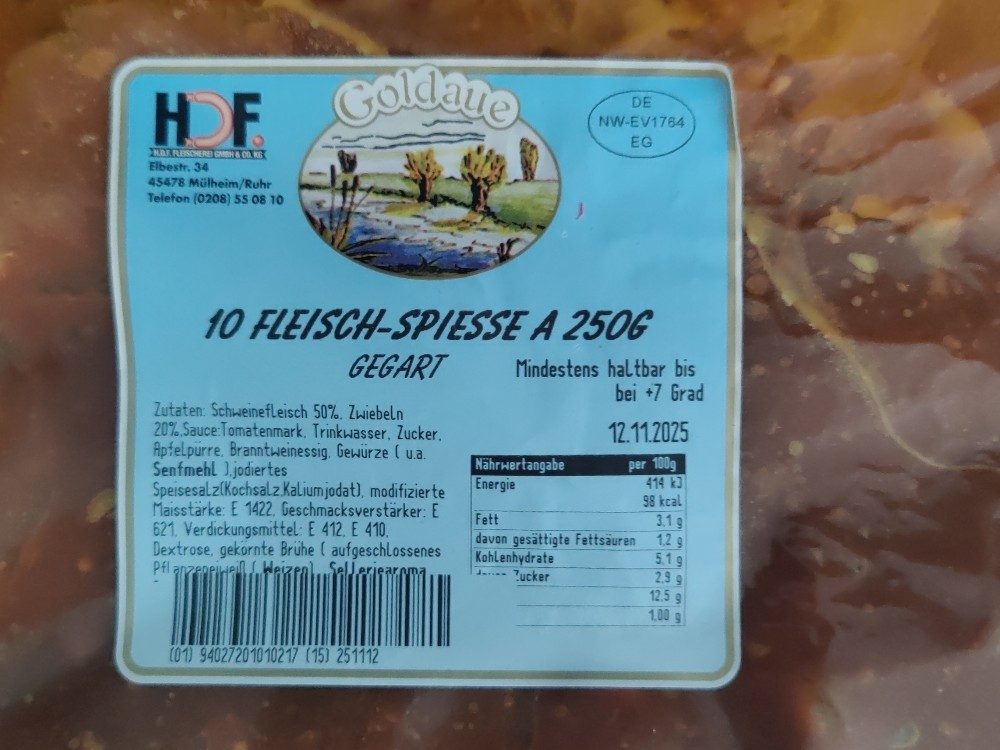 Goldaue
HDF.
H.D.F. FLEISCHEREI GMBH & CO. KG
Elbestr. 34
45478 Mülheim/Ruhr
Telefon (0208) 55 08 10
DE
NW-EV1764
EG
10 FLEISCH-SPIESSE A 250G
GEGART
Mindestens haltbar bis
bei +7 Grad
12.11.2025
Zutaten: Schweinefleisch 50%, Zwiebeln
20%,Sauce:Tomatenmark, Trinkwasser, Zucker,
Apfelpürre, Branntweinessig, Gewürze ( u.a.
Senfmehl ),jodiertes
Speisesalz(Kochsalz,Kaliumjodat), modifizierte
Maisstärke: E 1422, Geschmacksverstärker: E
621, Verdickungsmittel: E 412, E 410,
Dextrose, gekörnte Brühe ( aufgeschlossenes
Pflanzeneiweiß ( Weizen), Selleriearoma
(01) 94027201010217 (15) 251112
Nährwertangabe per 100g
Energie 414 kJ
98 kcal
Fett 3,1 g
davon gesättigte Fettsäuren 1,2 g
Kohlenhydrate 5,1 g
Zucker 2,9 g
12,5 g
1,00 g